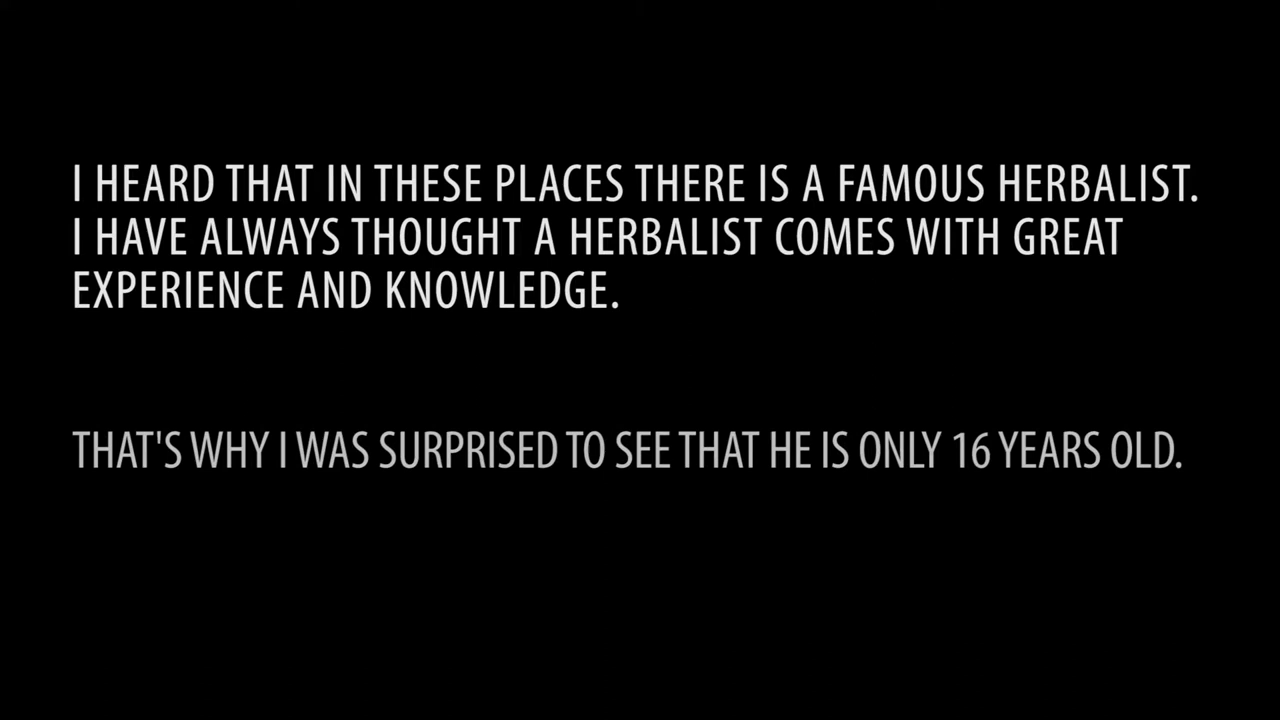 I HEARD THAT IN THESE PLACES THERE IS A FAMOUS HERBALIST.
I HAVE ALWAYS THOUGHT A HERBALIST COMES WITH GREAT
EXPERIENCE AND KNOWLEDGE.
THAT'S WHY I WAS SURPRISED TO SEE THAT HE IS ONLY 16 YEARS OLD.